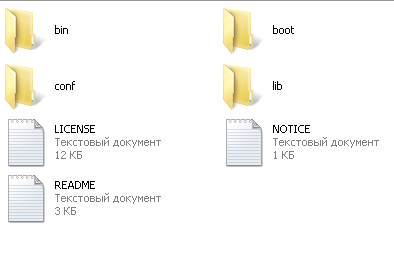 bin
boot
conf
lib
LICENSE
Текстовый документ
12 КБ
NOTICE
Текстовый документ
1 КБ
README
Текстовый документ
3 КБ